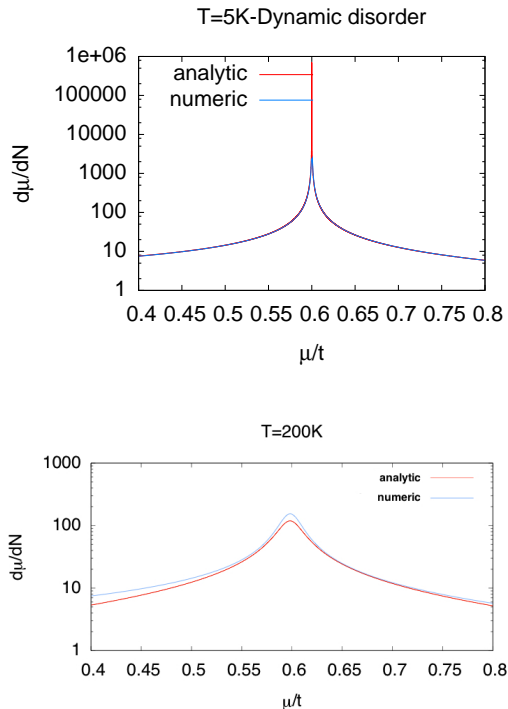 T=5K-Dynamic disorder
1e+06
analytic
100000
numeric
10000
1000
100
10
1
dμ/dN
0.4 0.45 0.5 0.55 0.6 0.65 0.7 0.75 0.8
μ/t
T=200K
1000
analytic
numeric
100
10
1
dμ/dN
0.4 0.45 0.5 0.55 0.6 0.65 0.7 0.75 0.8
μ/t